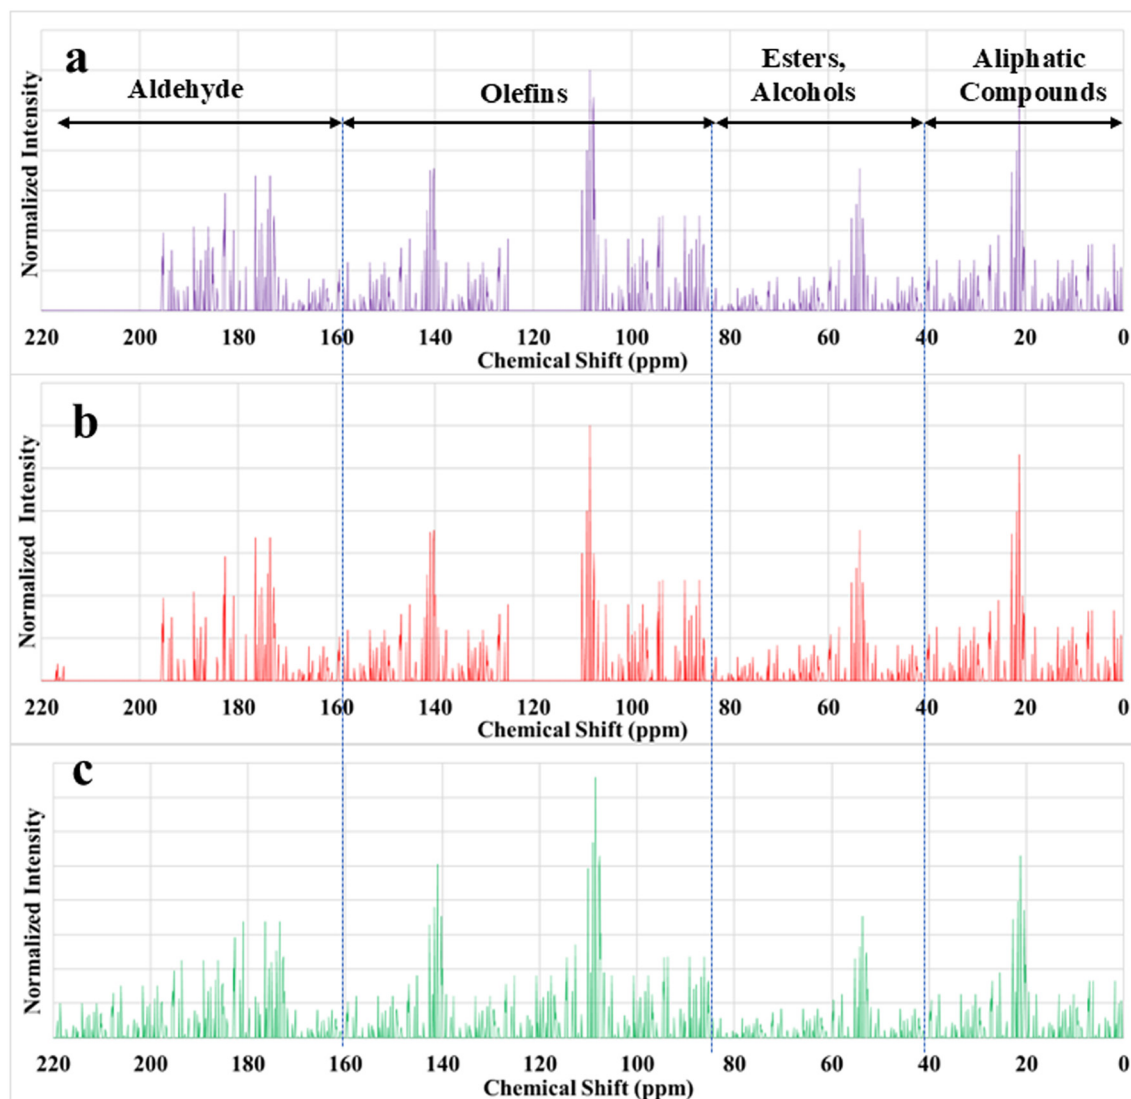 a
Aldehyde
Olefins
Esters,
Alcohols
Aliphatic
Compounds
Normalized Intensity
220 200 180 160 140 120 100 80 60 40 20 0
Chemical Shift (ppm)
b
Normalized Intensity
220 200 180 160 140 120 100 80 60 40 20 0
Chemical Shift (ppm)
c
Normalized Intensity
220 200 180 160 140 120 100 80 60 40 20 0
Chemical Shift (ppm)